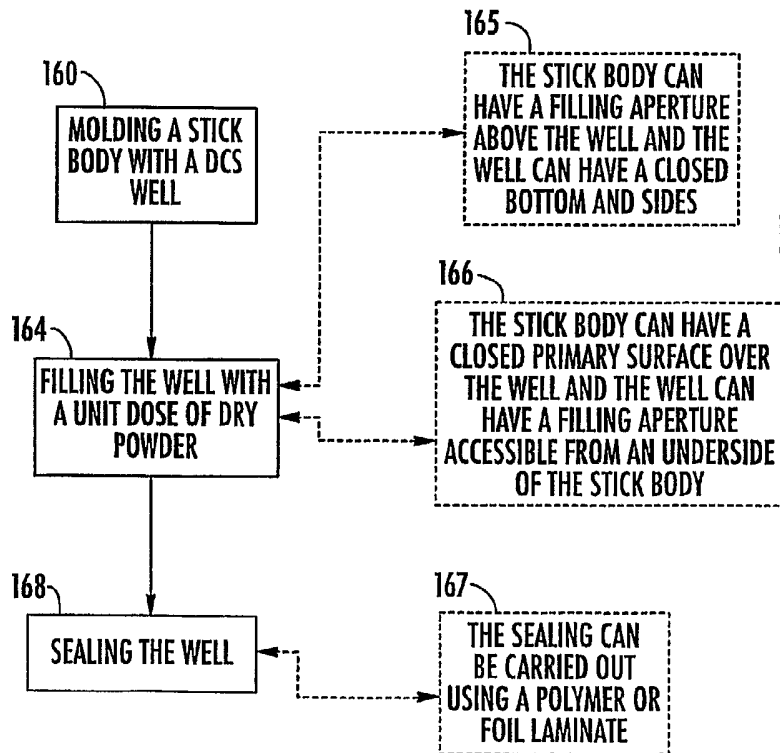 160
MOLDING A STICK
BODY WITH A DCS
WELL
165
THE STICK BODY CAN
HAVE A FILLING APERTURE
ABOVE THE WELL AND THE
WELL CAN HAVE A CLOSED
BOTTOM AND SIDES
164
FILLING THE WELL WITH
A UNIT DOSE OF DRY
POWDER
166
THE STICK BODY CAN HAVE A
CLOSED PRIMARY SURFACE OVER
THE WELL AND THE WELL CAN
HAVE A FILLING APERTURE
ACCESSIBLE FROM AN UNDERSIDE
OF THE STICK BODY
168
SEALING THE WELL
167
THE SEALING CAN
BE CARRIED OUT
USING A POLYMER OR
FOIL LAMINATE